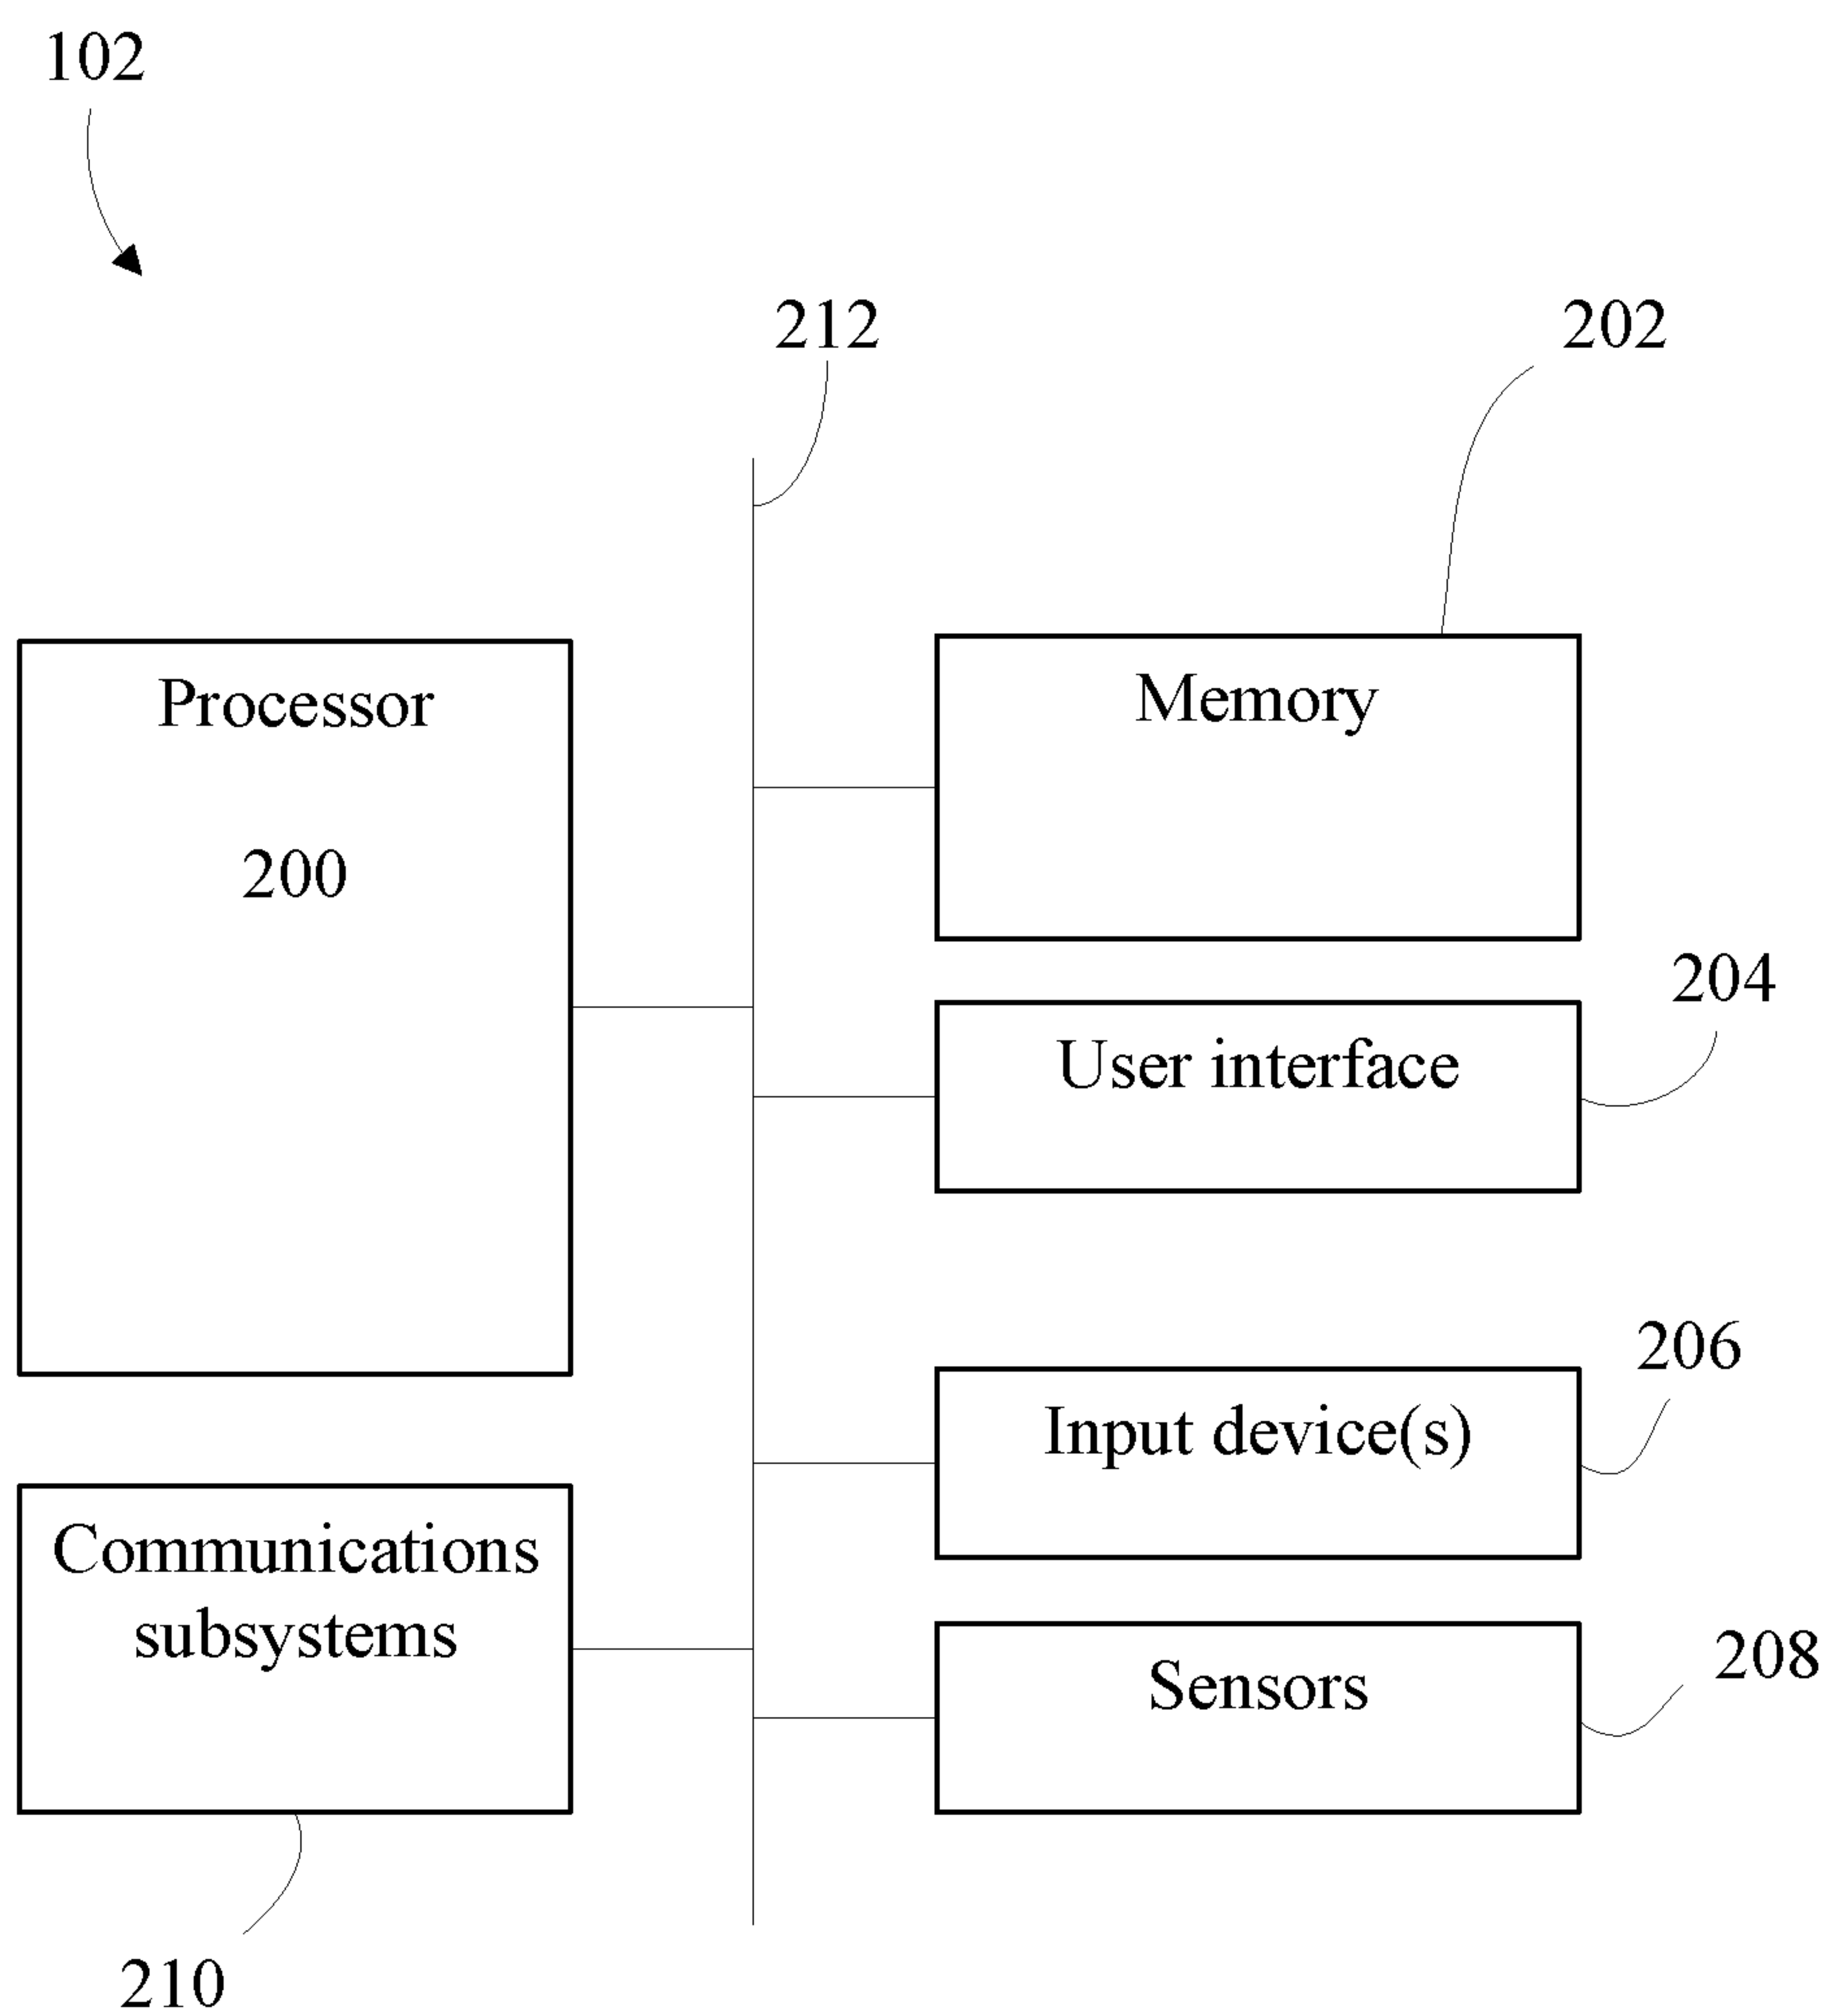 102
212
202
Processor
200
Memory
204
User interface
206
Input device(s)
Communications
subsystems
208
Sensors
210